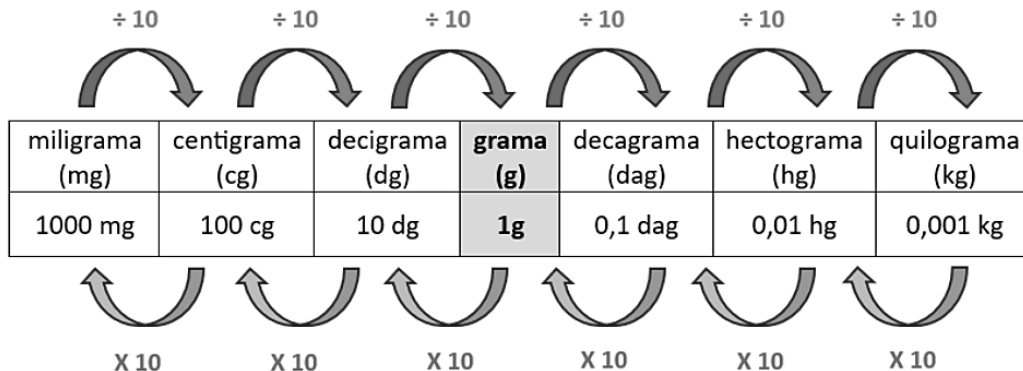 ÷ 10 ÷ 10 ÷ 10 ÷ 10 ÷ 10 ÷ 10
miligrama centigrama decigrama grama decagrama hectograma quilograma
(mg) (cg) (dg) (g) (dag) (hg) (kg)
1000 mg 100 cg 10 dg 1g 0,1 dag 0,01 hg 0,001 kg
X 10 X 10 X 10 X 10 X 10 X 10